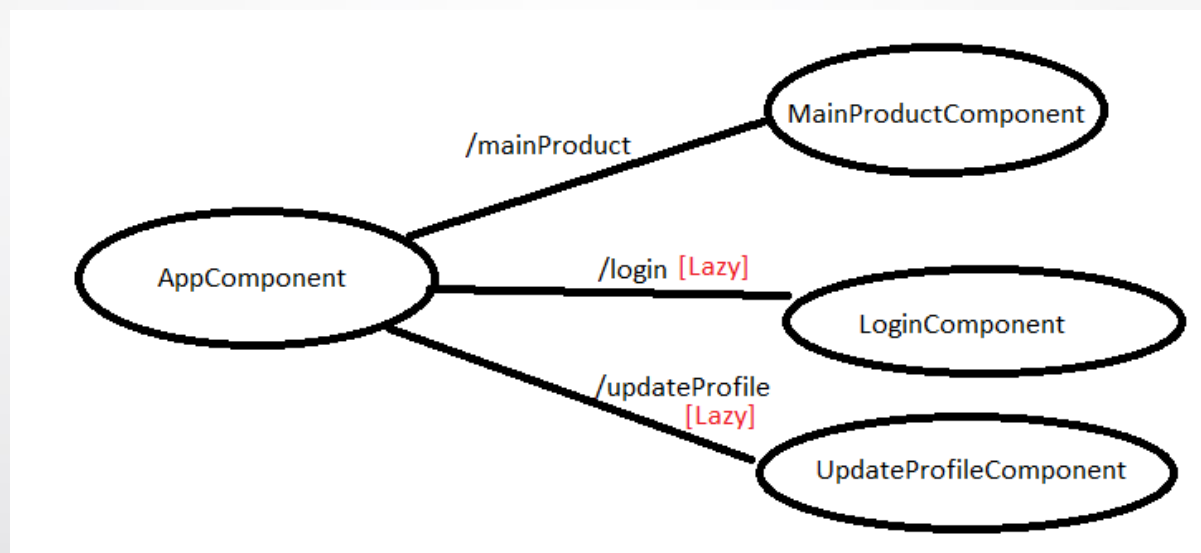 MainProductComponent
/mainProduct
AppComponent
/login [Lazy]
LoginComponent
/updateProfile
[Lazy]
UpdateProfileComponent